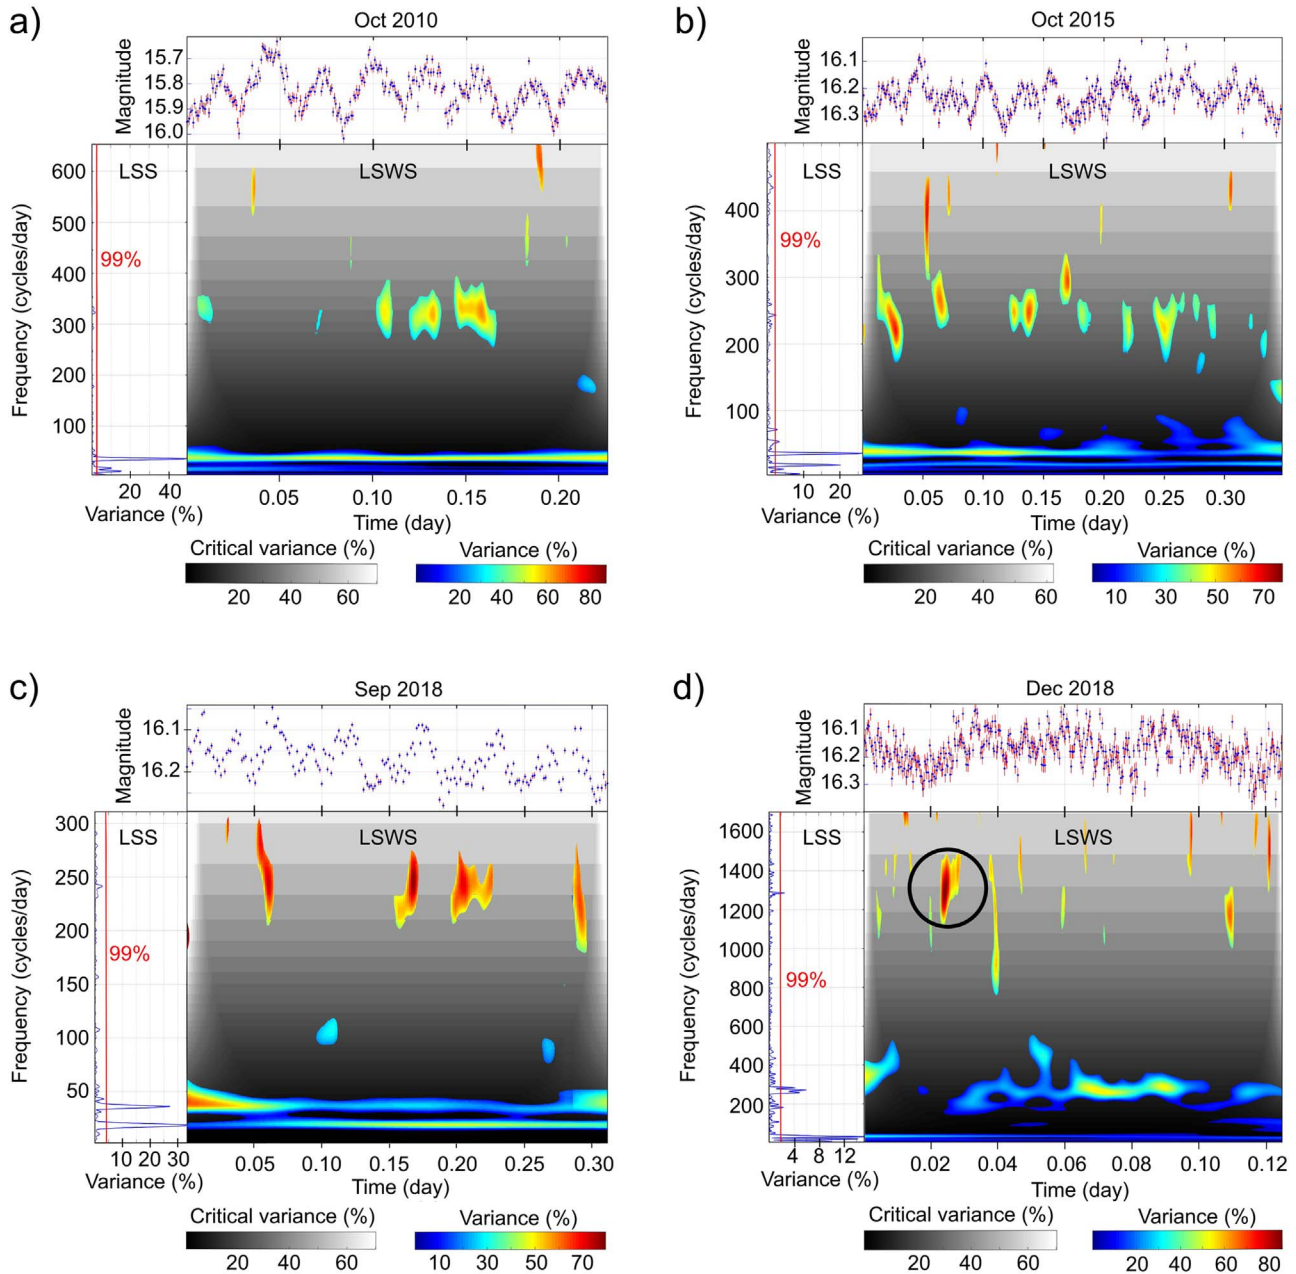 a)
Oct 2010
Magnitude
15.7
15.8
15.9
16.0
LSS
LSWS
99%
Frequency (cycles/day)
600
500
400
300
200
100
20 40
Variance (%)
0.05 0.10 0.15 0.20
Time (day)
Critical variance (%)
20 40 60
Variance (%)
20 40 60 80
b)
Oct 2015
Magnitude
16.1
16.2
16.3
LSS
LSWS
99%
Frequency (cycles/day)
400
300
200
100
10 20
Variance (%)
0.05 0.10 0.15 0.20 0.25 0.30
Time (day)
Critical variance (%)
20 40 60
Variance (%)
10 30 50 70
c)
Sep 2018
Magnitude
16.1
16.2
LSS
LSWS
99%
Frequency (cycles/day)
300
250
200
150
100
50
10 20 30
Variance (%)
0.05 0.10 0.15 0.20 0.25 0.30
Time (day)
Critical variance (%)
20 40 60
Variance (%)
10 30 50 70
d)
Dec 2018
Magnitude
16.1
16.2
16.3
LSS
LSWS
99%
Frequency (cycles/day)
1600
1400
1200
1000
800
600
400
200
4 8 12
Variance (%)
0.02 0.04 0.06 0.08 0.10 0.12
Time (day)
Critical variance (%)
20 40 60
Variance (%)
20 40 60 80